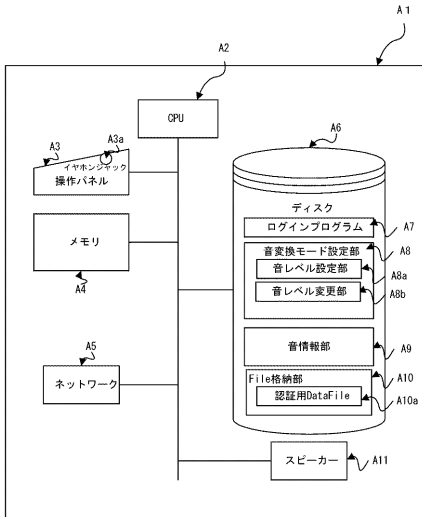 A1
A2
CPU
A3
A3a
イヤホンジャック
操作パネル
A6
ディスク
ログインプログラム
A7
メモリ
A4
音変換モード設定部
A8
音レベル設定部
A8a
音レベル変更部
A8b
A5
ネットワーク
音情報部
A9
File格納部
A10
認証用DataFile
A10a
スピーカー
A11